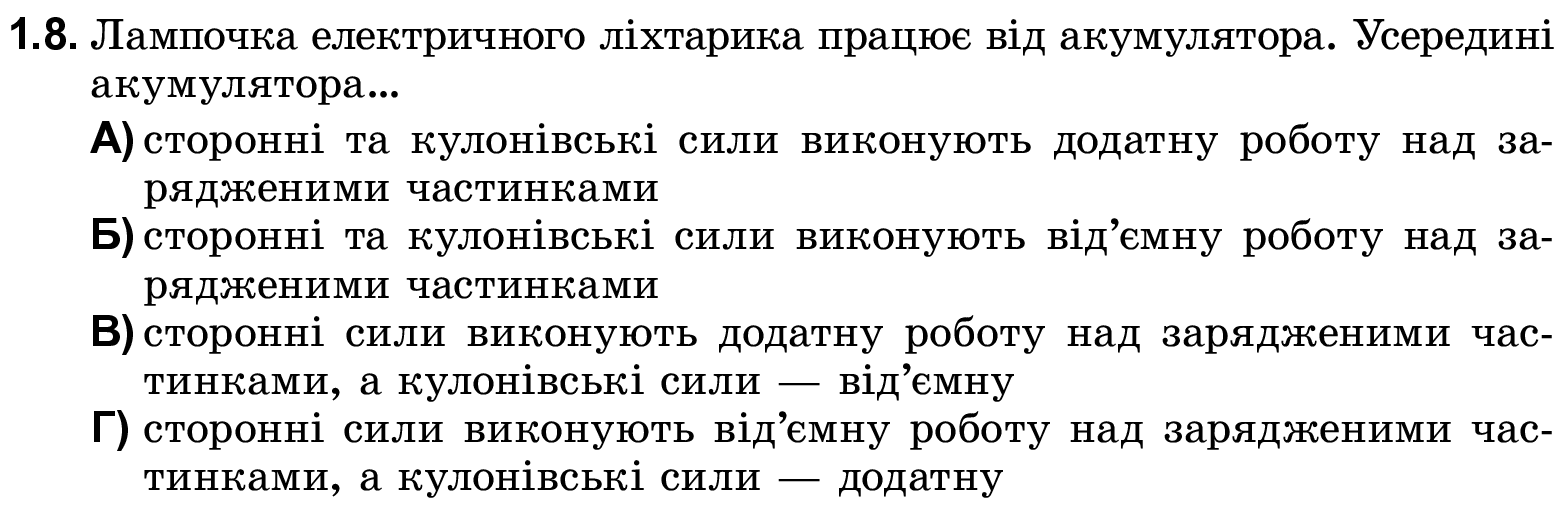 1.8. Лампочка електричного ліхтарика працює від акумулятора. Усередині
акумулятора...
А) сторонні та кулонівські сили виконують додатну роботу над за-
рядженими частинками
Б) сторонні та кулонівські сили виконують від’ємну роботу над за-
рядженими частинками
В) сторонні сили виконують додатну роботу над зарядженими час-
тинками, а кулонівські сили — від’ємну
Г) сторонні сили виконують від’ємну роботу над зарядженими час-
тинками, а кулонівські сили — додатну